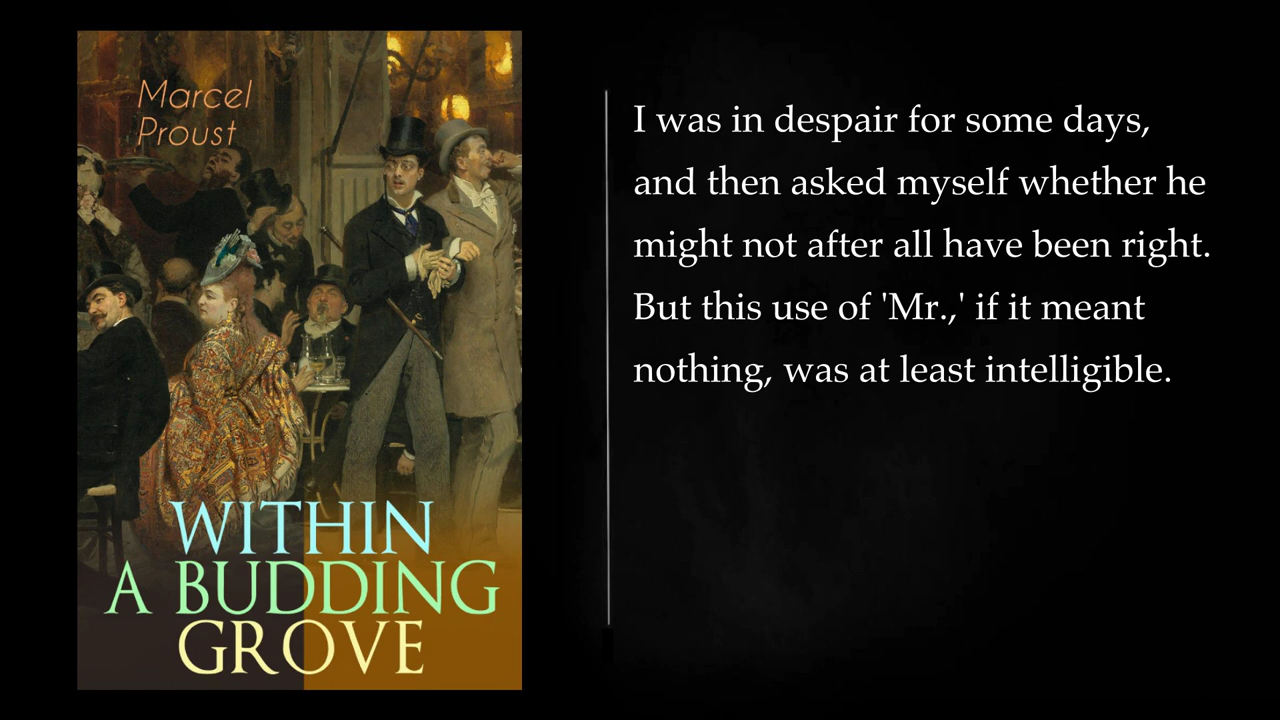 Marcel
Proust
WITHIN
A BUDDING
GROVE
I was in despair for some days,
and then asked myself whether he
might not after all have been right.
But this use of 'Mr.,' if it meant
nothing, was at least intelligible.